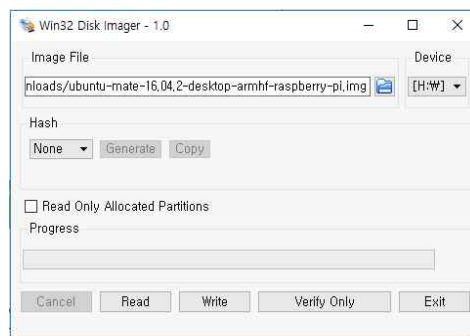 Win32 Disk Imager - 1.0
Image File
Device
nloads/ubuntu-mate-16.04.2-desktop-armhf-raspberry-pi.img
[H:₩]
Hash
None
Generate
Copy
Read Only Allocated Partitions
Progress
Cancel
Read
Write
Verify Only
Exit